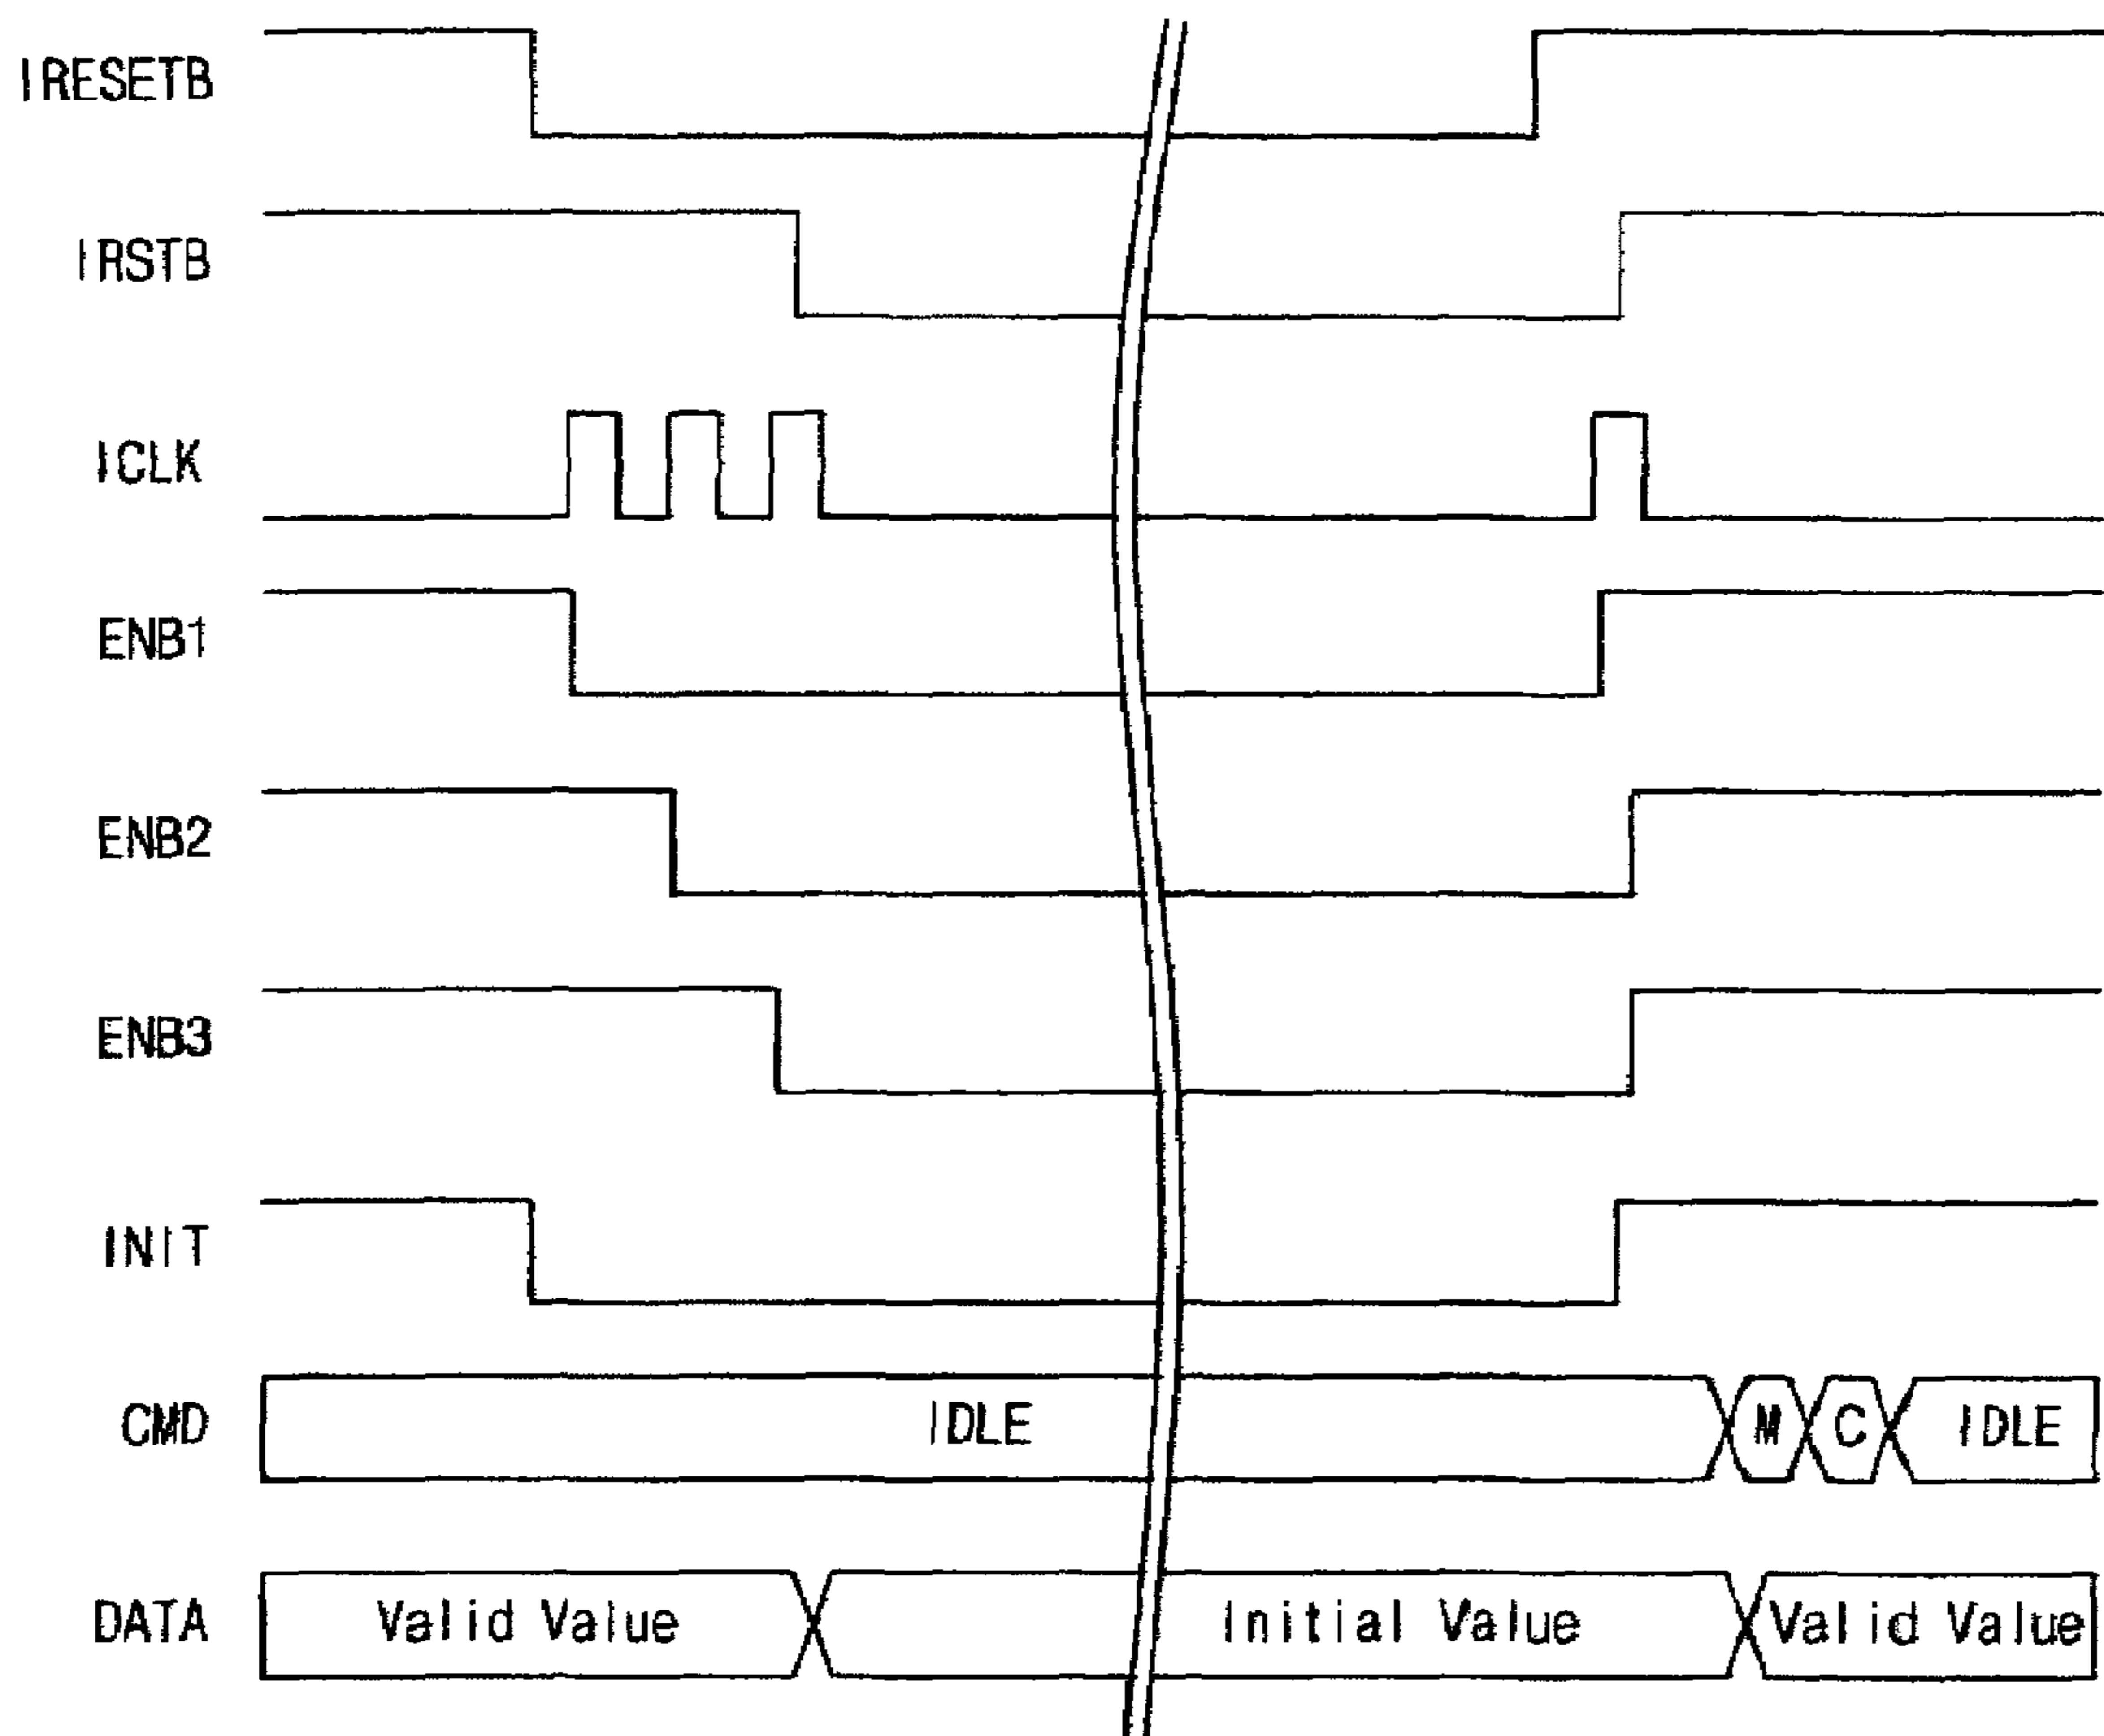 IRESETB
IRSTB
ICLK
ENB1
ENB2
ENB3
INIT
CMD IDLE M C IDLE
DATA Valid Value Initial Value Valid Value